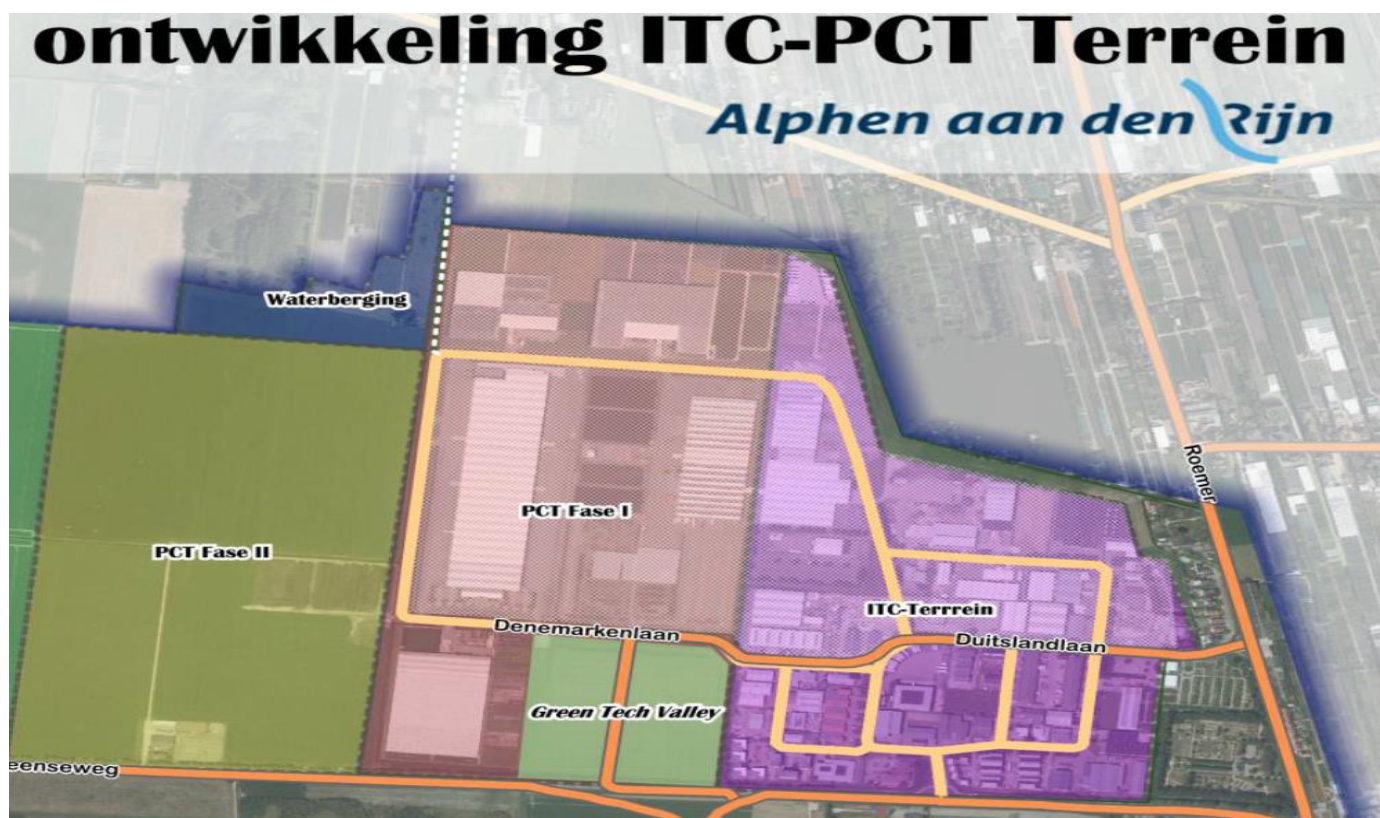 ontwikkeling ITC-PCT Terrein
Alphen aan den Rijn
Waterberging
Roemer
PCT Fase I
PCT Fase II
ITC-Terrrein
Denemarkenlaan
Duitslandlaan
Green Tech Valley
eenseweg